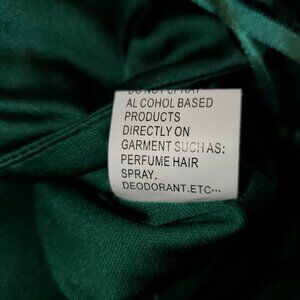 DO NOT SPRAY
AL COHOL BASED
PRODUCTS
DIRECTLY ON
GARMENT SUCH AS:
PERFUME HAIR
SPRAY.
DEODORANT.ETC...